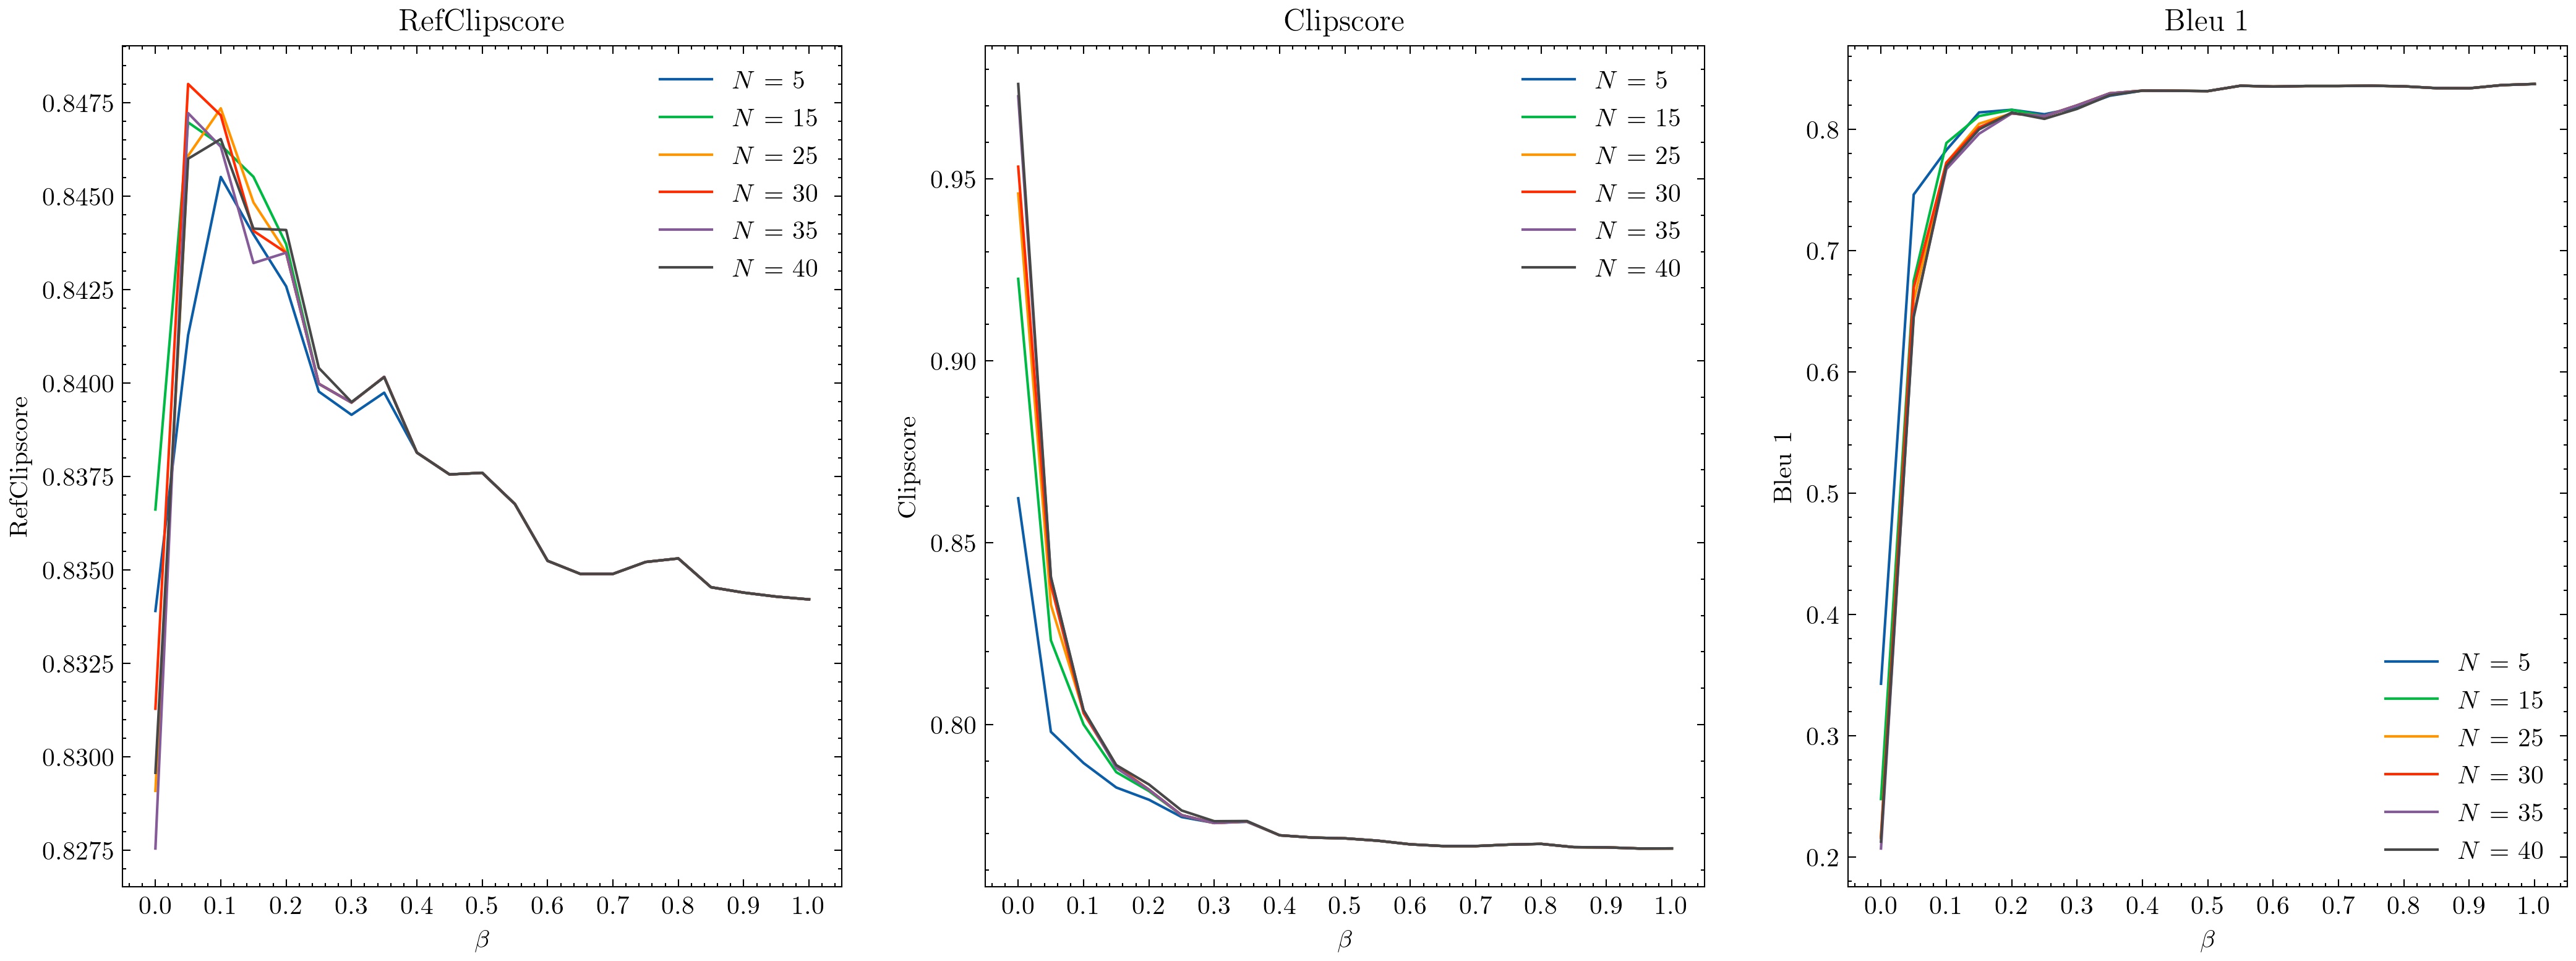 RefClipscore
0.8475
0.8450
0.8425
0.8400
0.8375
0.8350
0.8325
0.8300
0.8275
RefClipscore
0.0 0.1 0.2 0.3 0.4 0.5 0.6 0.7 0.8 0.9 1.0
β
N = 5
N = 15
N = 25
N = 30
N = 35
N = 40
Clipscore
0.95
0.90
0.85
0.80
Clipscore
0.0 0.1 0.2 0.3 0.4 0.5 0.6 0.7 0.8 0.9 1.0
β
N = 5
N = 15
N = 25
N = 30
N = 35
N = 40
Bleu 1
0.8
0.7
0.6
0.5
0.4
0.3
0.2
Bleu 1
0.0 0.1 0.2 0.3 0.4 0.5 0.6 0.7 0.8 0.9 1.0
β
N = 5
N = 15
N = 25
N = 30
N = 35
N = 40